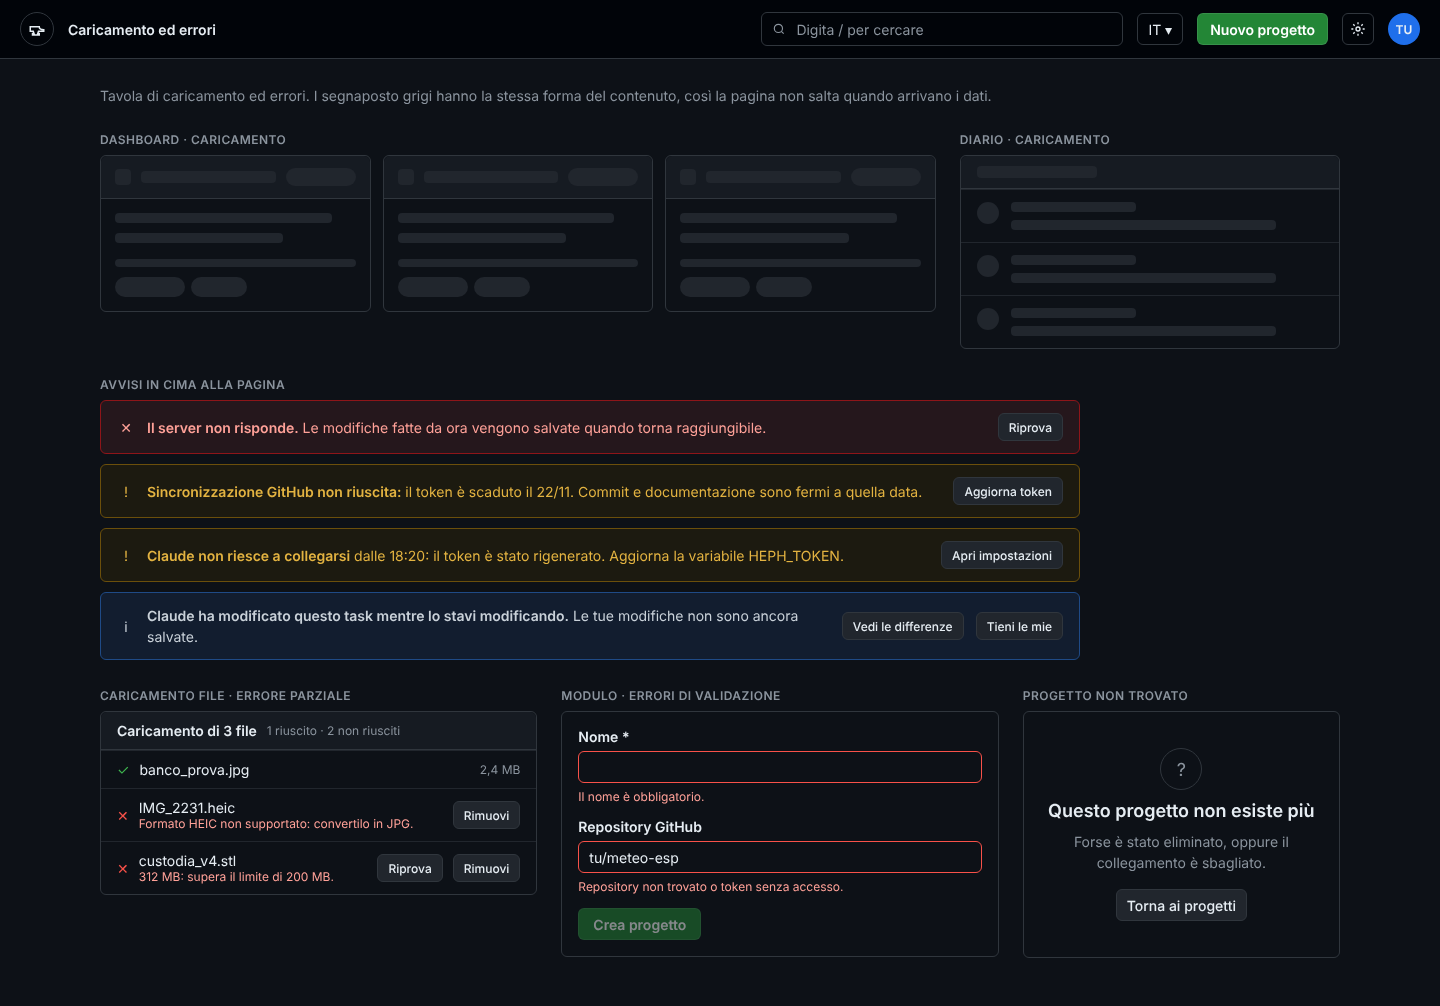 Caricamento ed errori
Digita / per cercare
IT ▾
Nuovo progetto
TU
Tavola di caricamento ed errori. I segnaposto grigi hanno la stessa forma del contenuto, così la pagina non salta quando arrivano i dati.
DASHBOARD · CARICAMENTO
DIARIO · CARICAMENTO
AVVISI IN CIMA ALLA PAGINA
✕ Il server non risponde. Le modifiche fatte da ora vengono salvate quando torna raggiungibile.
Riprova
! Sincronizzazione GitHub non riuscita: il token è scaduto il 22/11. Commit e documentazione sono fermi a quella data.
Aggiorna token
! Claude non riesce a collegarsi dalle 18:20: il token è stato rigenerato. Aggiorna la variabile HEPH_TOKEN.
Apri impostazioni
i Claude ha modificato questo task mentre lo stavi modificando. Le tue modifiche non sono ancora
salvate.
Vedi le differenze
Tieni le mie
CARICAMENTO FILE · ERRORE PARZIALE
Caricamento di 3 file 1 riuscito · 2 non riusciti
✓ banco_prova.jpg 2,4 MB
✕ IMG_2231.heic
Formato HEIC non supportato: convertilo in JPG.
Rimuovi
✕ custodia_v4.stl
312 MB: supera il limite di 200 MB.
Riprova
Rimuovi
MODULO · ERRORI DI VALIDAZIONE
Nome *
Il nome è obbligatorio.
Repository GitHub
tu/meteo-esp
Repository non trovato o token senza accesso.
Crea progetto
PROGETTO NON TROVATO
?
Questo progetto non esiste più
Forse è stato eliminato, oppure il
collegamento è sbagliato.
Torna ai progetti